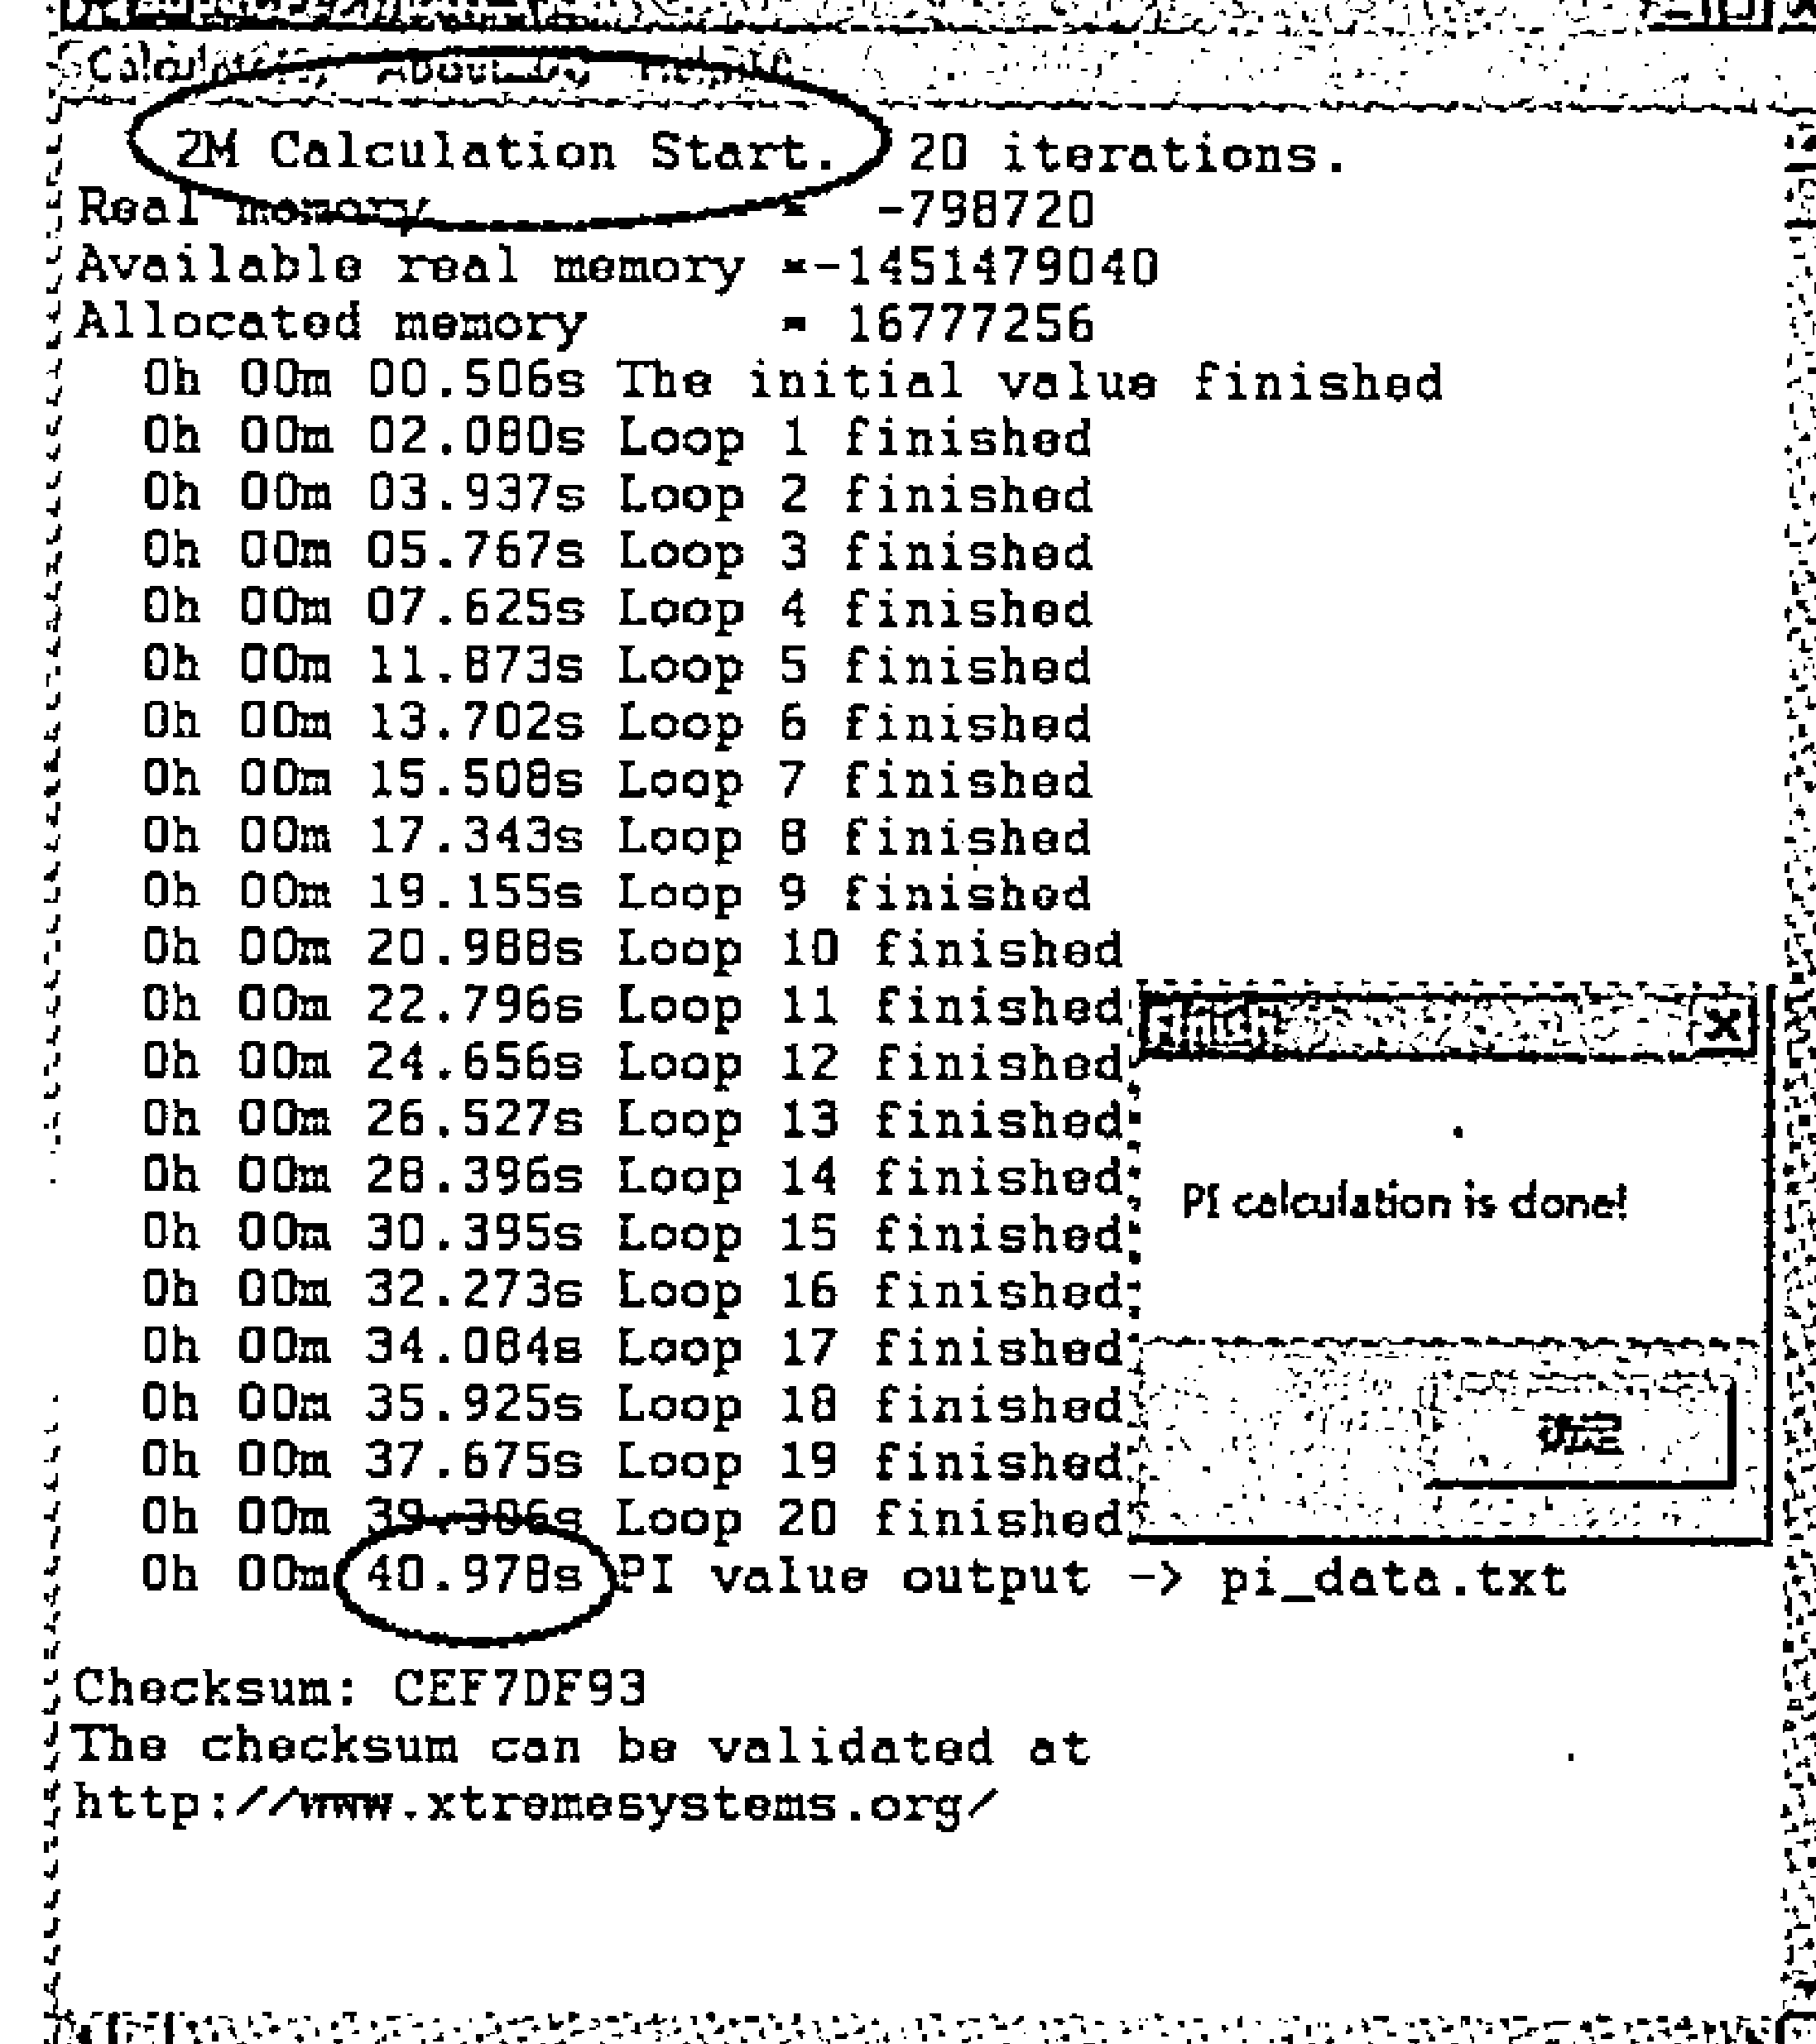 Calculate(C) About...(A) Help(H)
2M Calculation Start. 20 iterations.
Real memory = -798720
Available real memory =-1451479040
Allocated memory = 16777256
0h 00m 00.506s The initial value finished
0h 00m 02.080s Loop 1 finished
0h 00m 03.937s Loop 2 finished
0h 00m 05.767s Loop 3 finished
0h 00m 07.625s Loop 4 finished
0h 00m 11.873s Loop 5 finished
0h 00m 13.702s Loop 6 finished
0h 00m 15.508s Loop 7 finished
0h 00m 17.343s Loop 8 finished
0h 00m 19.155s Loop 9 finished
0h 00m 20.988s Loop 10 finished
0h 00m 22.796s Loop 11 finished
0h 00m 24.656s Loop 12 finished
0h 00m 26.527s Loop 13 finished
0h 00m 28.396s Loop 14 finished
0h 00m 30.395s Loop 15 finished
0h 00m 32.273s Loop 16 finished
0h 00m 34.084s Loop 17 finished
0h 00m 35.925s Loop 18 finished
0h 00m 37.675s Loop 19 finished
0h 00m 39.386s Loop 20 finished
0h 00m 40.978s PI value output -> pi_data.txt
Checksum: CEF7DF93
The checksum can be validated at
http://www.xtremesystems.org/
Finish
PI calculation is done!
确定